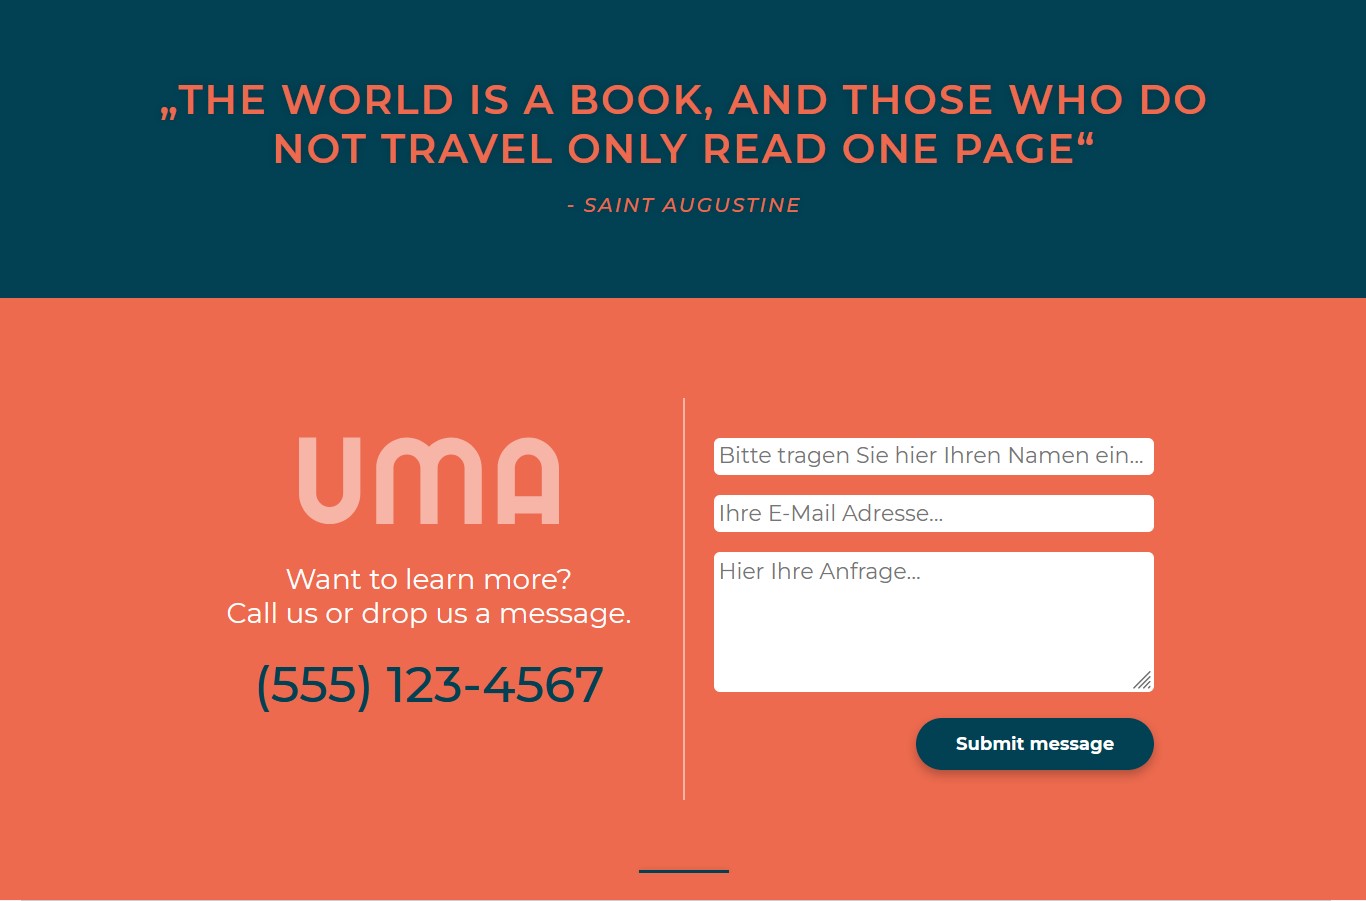 „THE WORLD IS A BOOK, AND THOSE WHO DO
NOT TRAVEL ONLY READ ONE PAGE“
- SAINT AUGUSTINE
UMA
Want to learn more?
Call us or drop us a message.
(555) 123-4567
Bitte tragen Sie hier Ihren Namen ein...
Ihre E-Mail Adresse...
Hier Ihre Anfrage...
Submit message